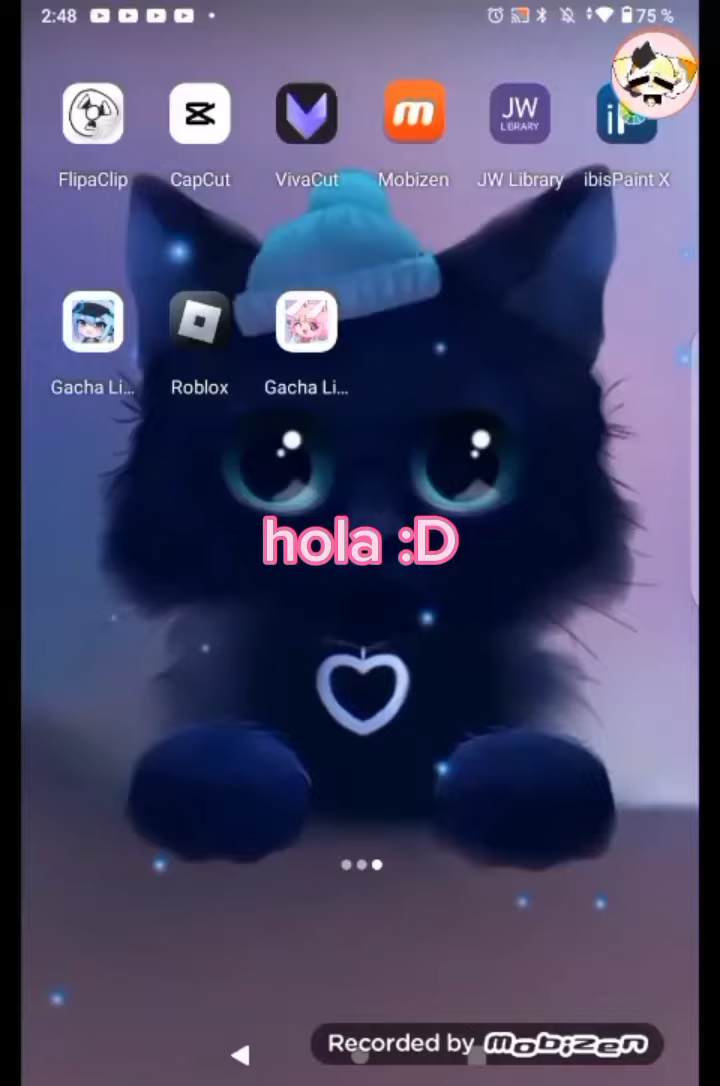 2:48
75 %
JW
LIBRARY
FlipaClip
CapCut
VivaCut
Mobizen
JW Library
ibisPaint X
Gacha Li...
Roblox
Gacha Li...
hola :D
Recorded by mobizen